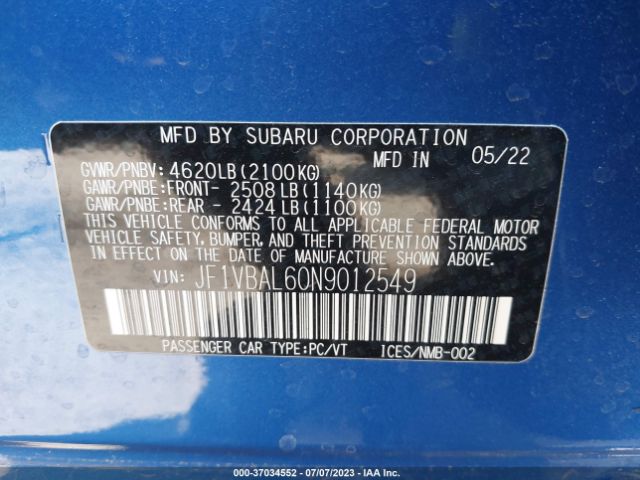 MFD BY SUBARU CORPORATION
MFD IN 05/22
GVWR/PNBV: 4620LB (2100KG)
GAWR/PNBE:FRONT- 2508 LB (1140KG)
GAWR/PNBE:REAR - 2424 LB (1100KG)
THIS VEHICLE CONFORMS TO ALL APPLICABLE FEDERAL MOTOR
VEHICLE SAFETY, BUMPER, AND THEFT PREVENTION STANDARDS
IN EFFECT ON THE DATE OF MANUFACTURE SHOWN ABOVE.
VIN: JF1VBAL60N9012549
PASSENGER CAR TYPE:PC/VT ICES/NMB-002
000-37034552 - 07/07/2023 - IAA Inc.